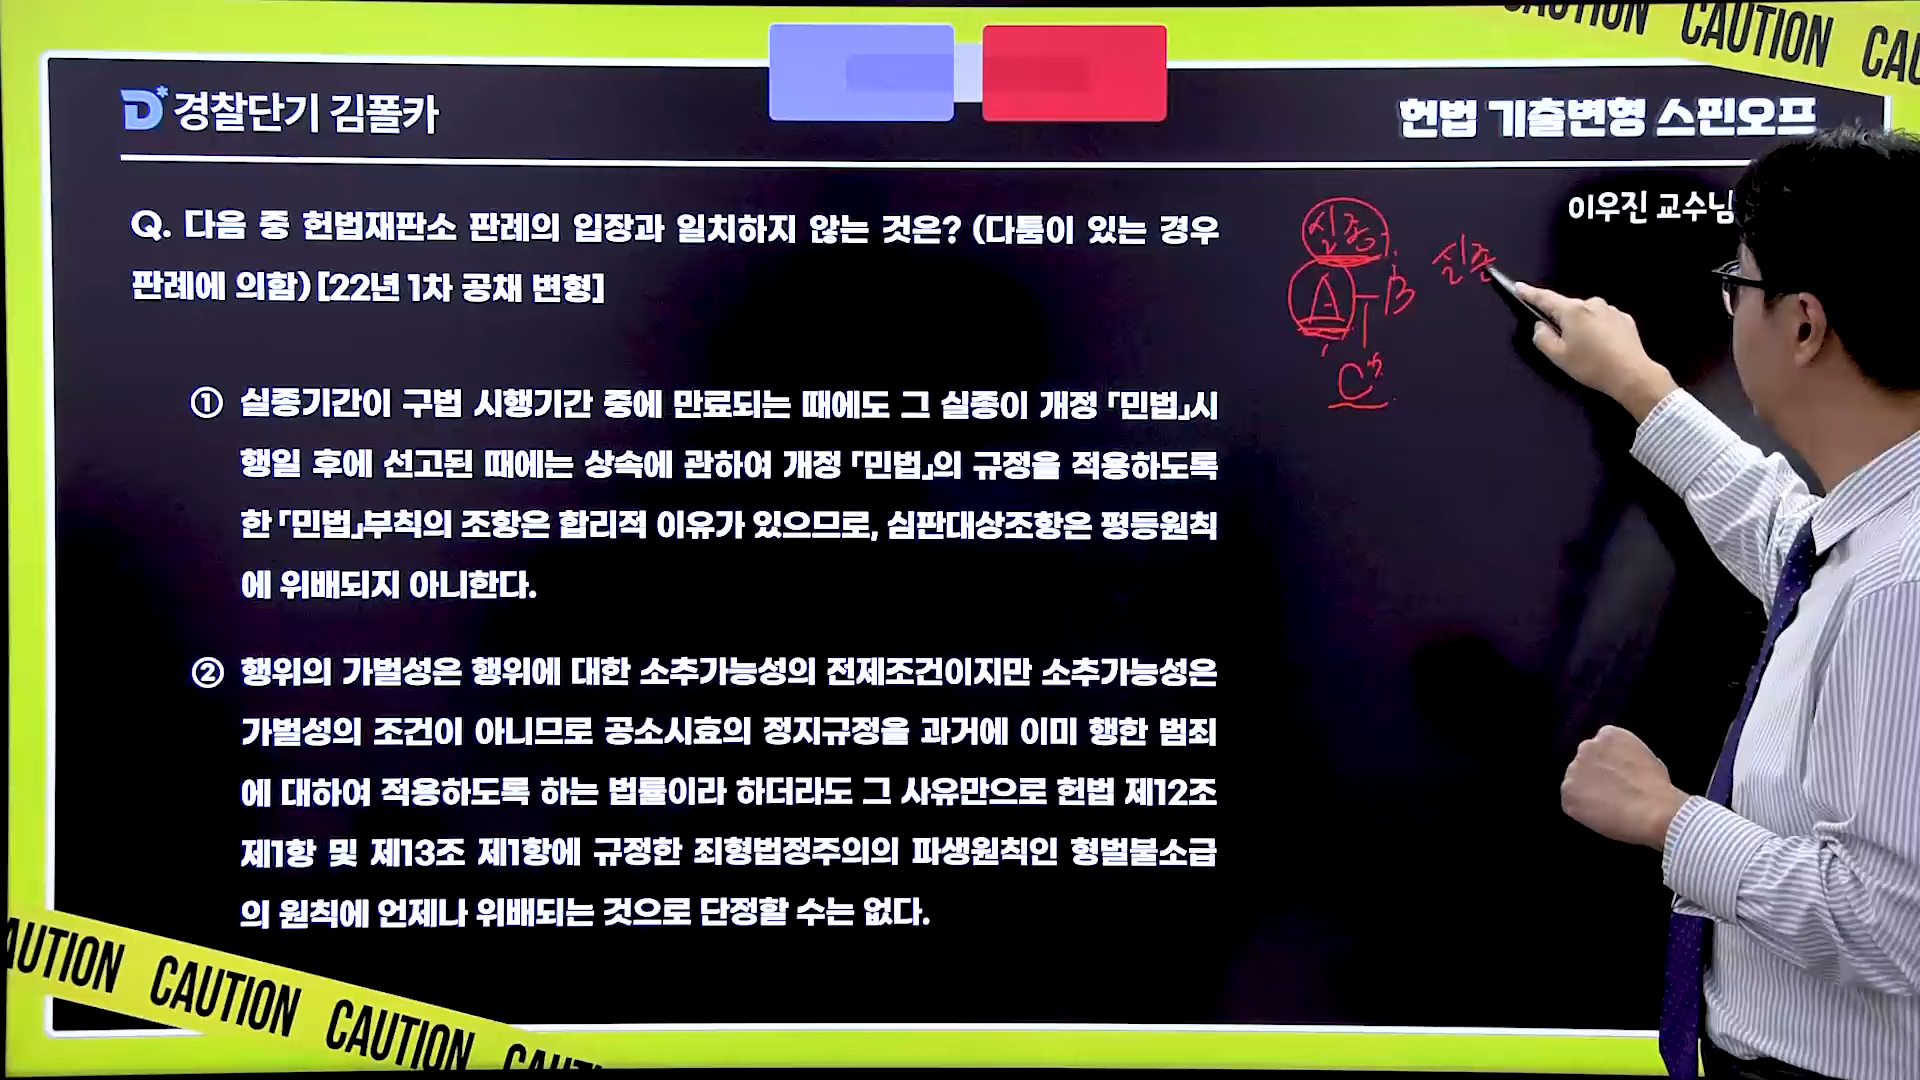 CAUTION CAUTION CAU
D* 경찰단기 김폴카
헌법 기출변형 스핀오프
이우진 교수님
Q. 다음 중 헌법재판소 판례의 입장과 일치하지 않는 것은? (다툼이 있는 경우
판례에 의함) [22년 1차 공채 변형]
실종
A B
C
실존
① 실종기간이 구법 시행기간 중에 만료되는 때에도 그 실종이 개정 「민법」시
행일 후에 선고된 때에는 상속에 관하여 개정 「민법」의 규정을 적용하도록
한 「민법」부칙의 조항은 합리적 이유가 있으므로, 심판대상조항은 평등원칙
에 위배되지 아니한다.
② 행위의 가벌성은 행위에 대한 소추가능성의 전제조건이지만 소추가능성은
가벌성의 조건이 아니므로 공소시효의 정지규정을 과거에 이미 행한 범죄
에 대하여 적용하도록 하는 법률이라 하더라도 그 사유만으로 헌법 제12조
제1항 및 제13조 제1항에 규정한 죄형법정주의의 파생원칙인 형벌불소급
의 원칙에 언제나 위배되는 것으로 단정할 수는 없다.
AUTION CAUTION CAUTION CAUTI